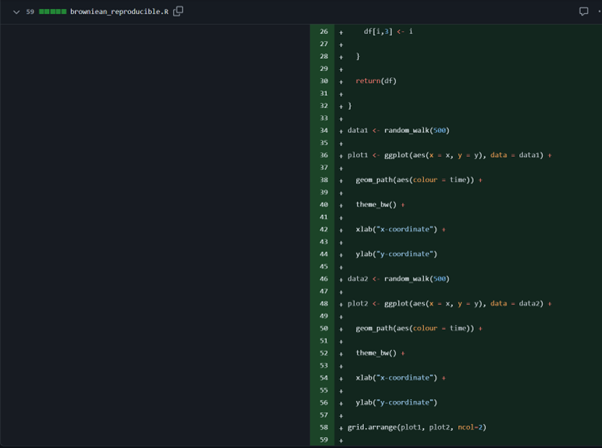 59 browniean_reproducible.R
26 + df[i,3] <- i
27 +
28 + }
29 +
30 + return(df)
31 +
32 + }
33 +
34 + data1 <- random_walk(500)
35 +
36 + plot1 <- ggplot(aes(x = x, y = y), data = data1) +
37 +
38 + geom_path(aes(colour = time)) +
39 +
40 + theme_bw() +
41 +
42 + xlab("x-coordinate") +
43 +
44 + ylab("y-coordinate")
45 +
46 + data2 <- random_walk(500)
47 +
48 + plot2 <- ggplot(aes(x = x, y = y), data = data2) +
49 +
50 + geom_path(aes(colour = time)) +
51 +
52 + theme_bw() +
53 +
54 + xlab("x-coordinate") +
55 +
56 + ylab("y-coordinate")
57 +
58 + grid.arrange(plot1, plot2, ncol=2)
59 +